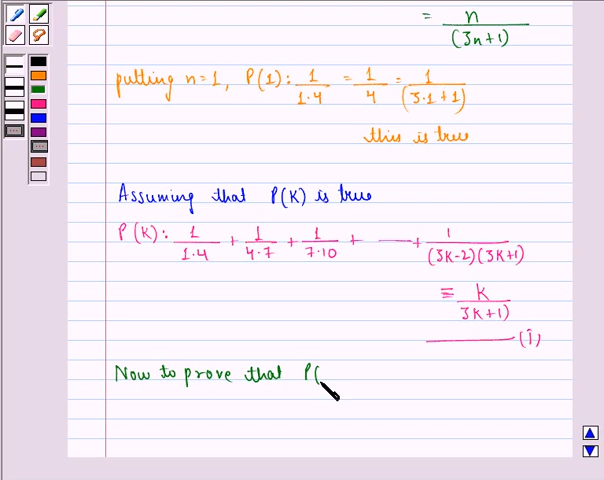 = n/(3n+1)
putting n=1, P(1): 1/1·4 = 1/4 = 1/(3·1+1)
this is true
Assuming that P(K) is true
P(K): 1/1·4 + 1/4·7 + 1/7·10 + —— + 1/(3K-2)(3K+1)
= K/3K+1)
——— (i)
Now to prove that P(